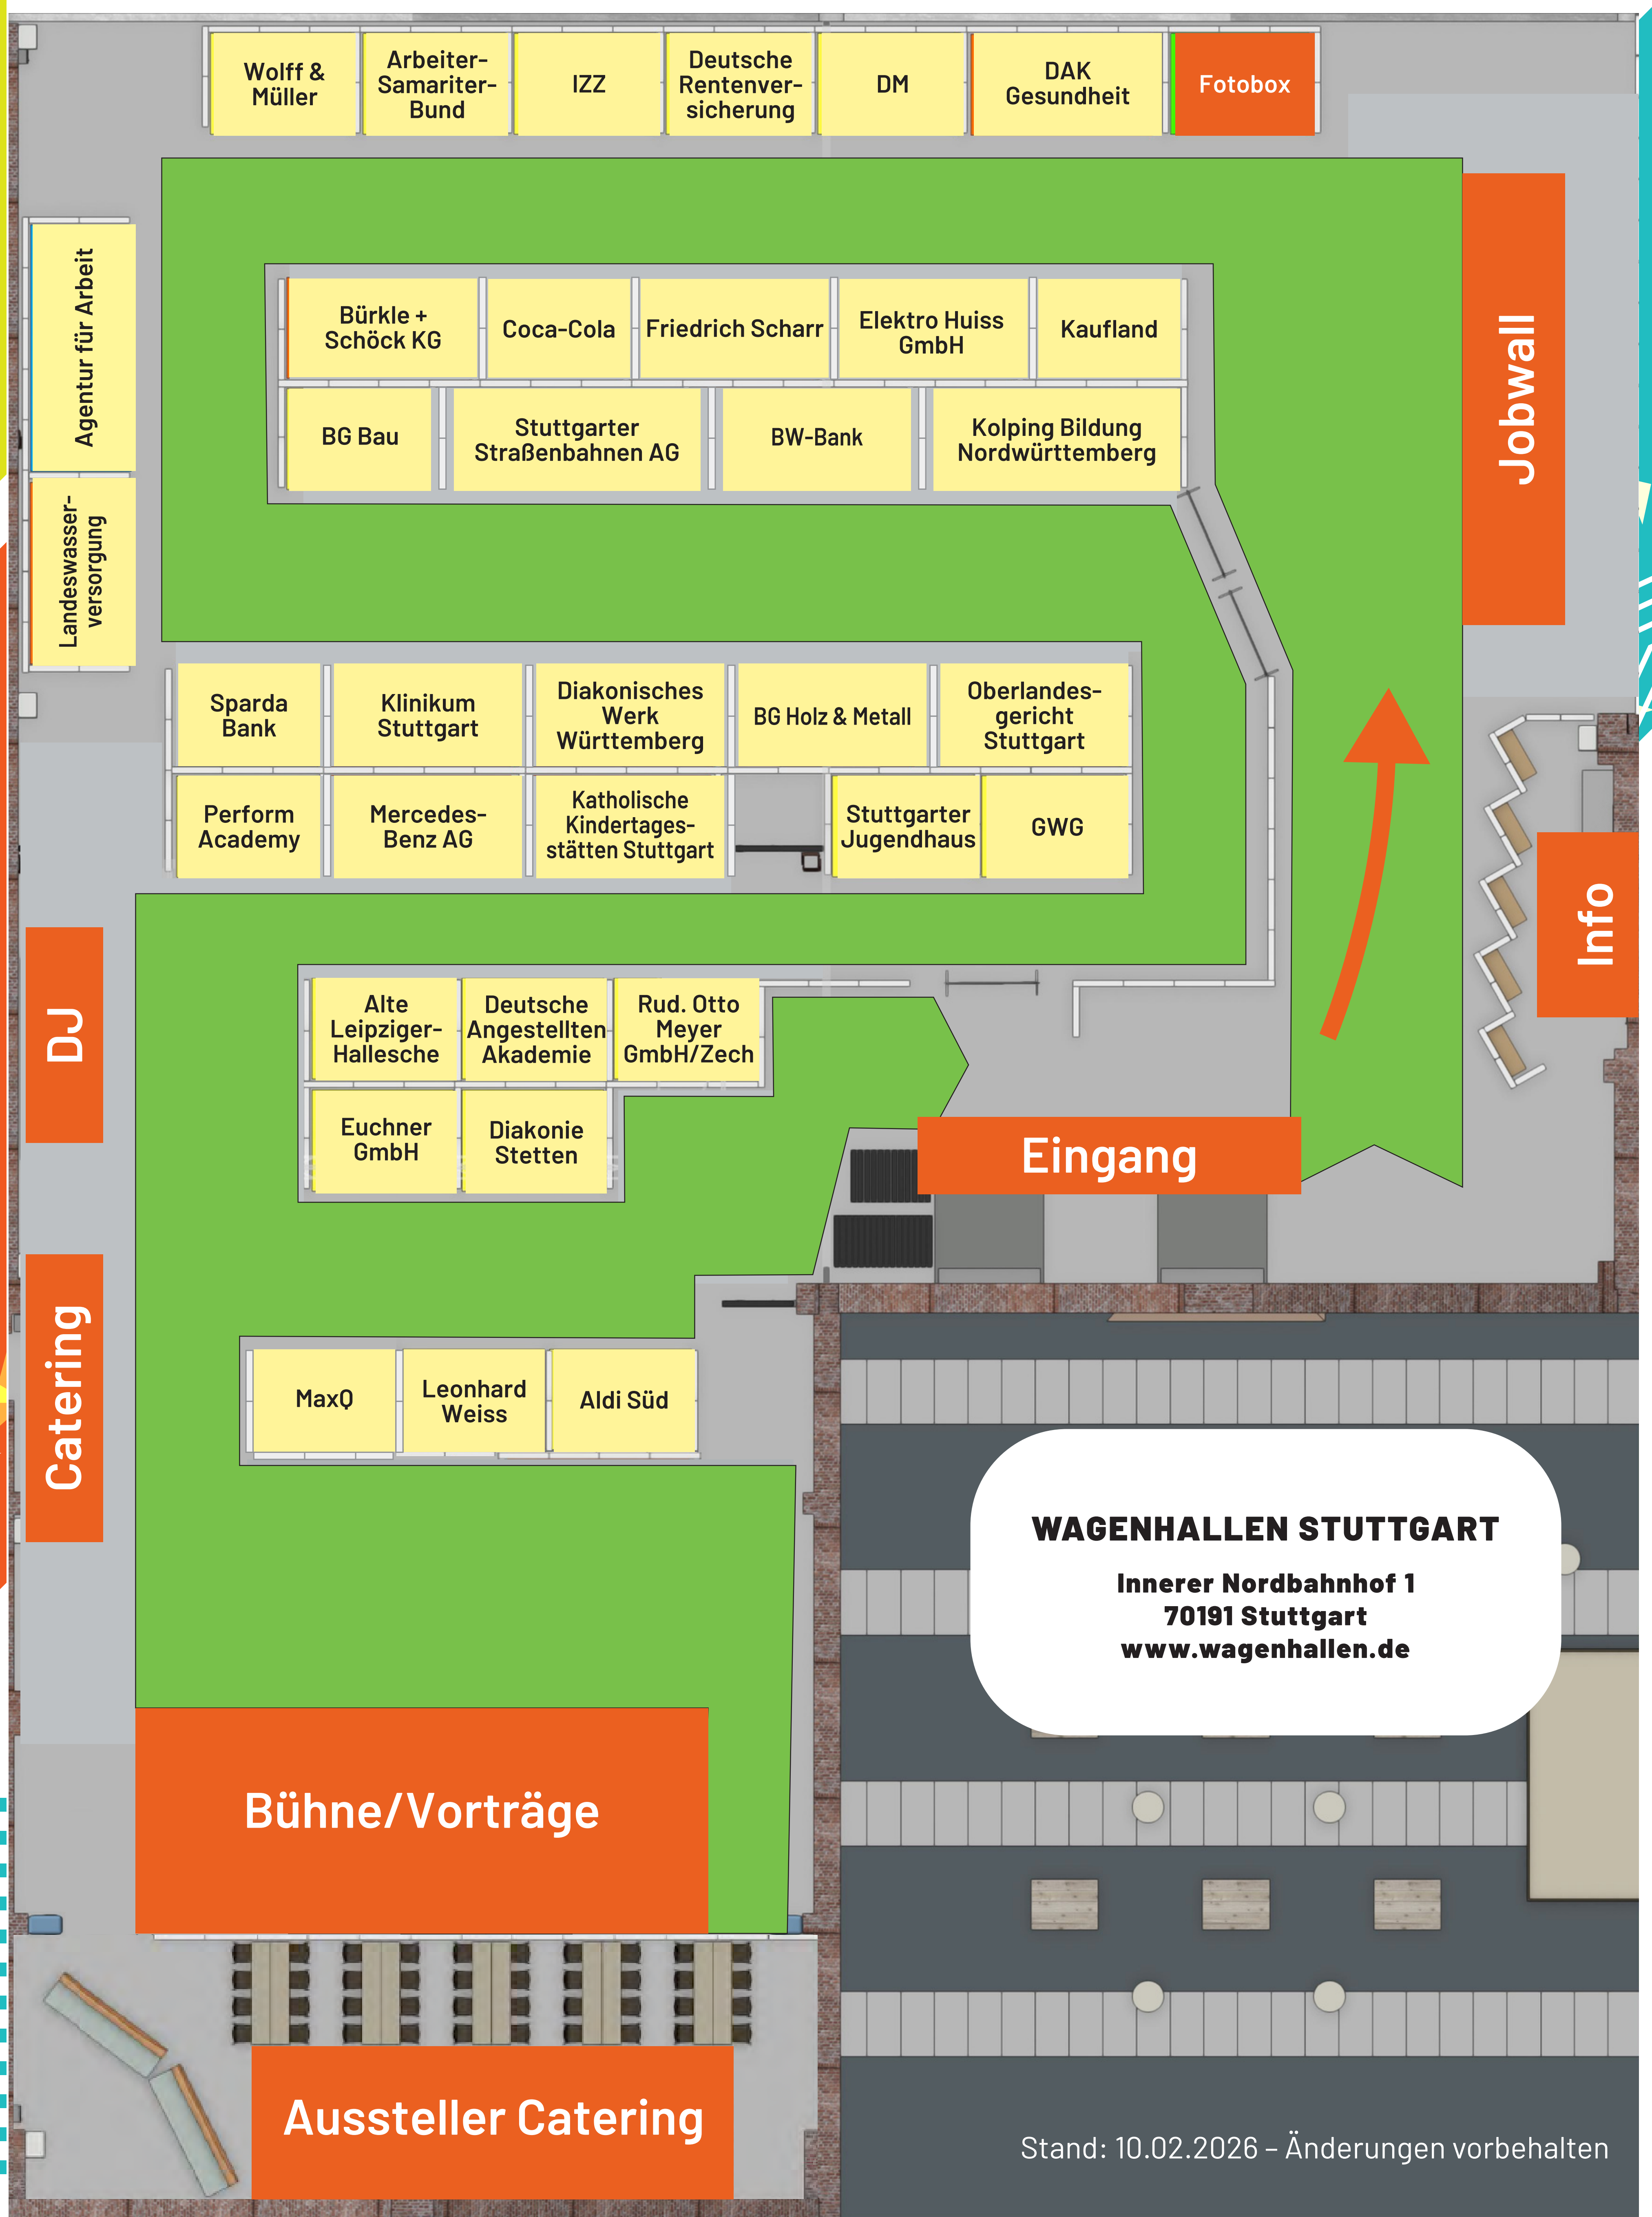 Wolff &
Müller
Arbeiter-
Samariter-
Bund
IZZ
Deutsche
Rentenver-
sicherung
DM
DAK
Gesundheit
Fotobox
Agentur für Arbeit
Landeswasser-
versorgung
Bürkle +
Schöck KG
Coca-Cola
Friedrich Scharr
Elektro Huiss
GmbH
Kaufland
BG Bau
Stuttgarter
Straßenbahnen AG
BW-Bank
Kolping Bildung
Nordwürttemberg
Jobwall
Sparda
Bank
Klinikum
Stuttgart
Diakonisches
Werk
Württemberg
BG Holz & Metall
Oberlandes-
gericht
Stuttgart
Perform
Academy
Mercedes-
Benz AG
Katholische
Kindertages-
stätten Stuttgart
Stuttgarter
Jugendhaus
GWG
Info
DJ
Alte
Leipziger-
Hallesche
Deutsche
Angestellten
Akademie
Rud. Otto
Meyer
GmbH/Zech
Euchner
GmbH
Diakonie
Stetten
Eingang
Catering
MaxQ
Leonhard
Weiss
Aldi Süd
WAGENHALLEN STUTTGART
Innerer Nordbahnhof 1
70191 Stuttgart
www.wagenhallen.de
Bühne/Vorträge
Aussteller Catering
Stand: 10.02.2026 – Änderungen vorbehalten